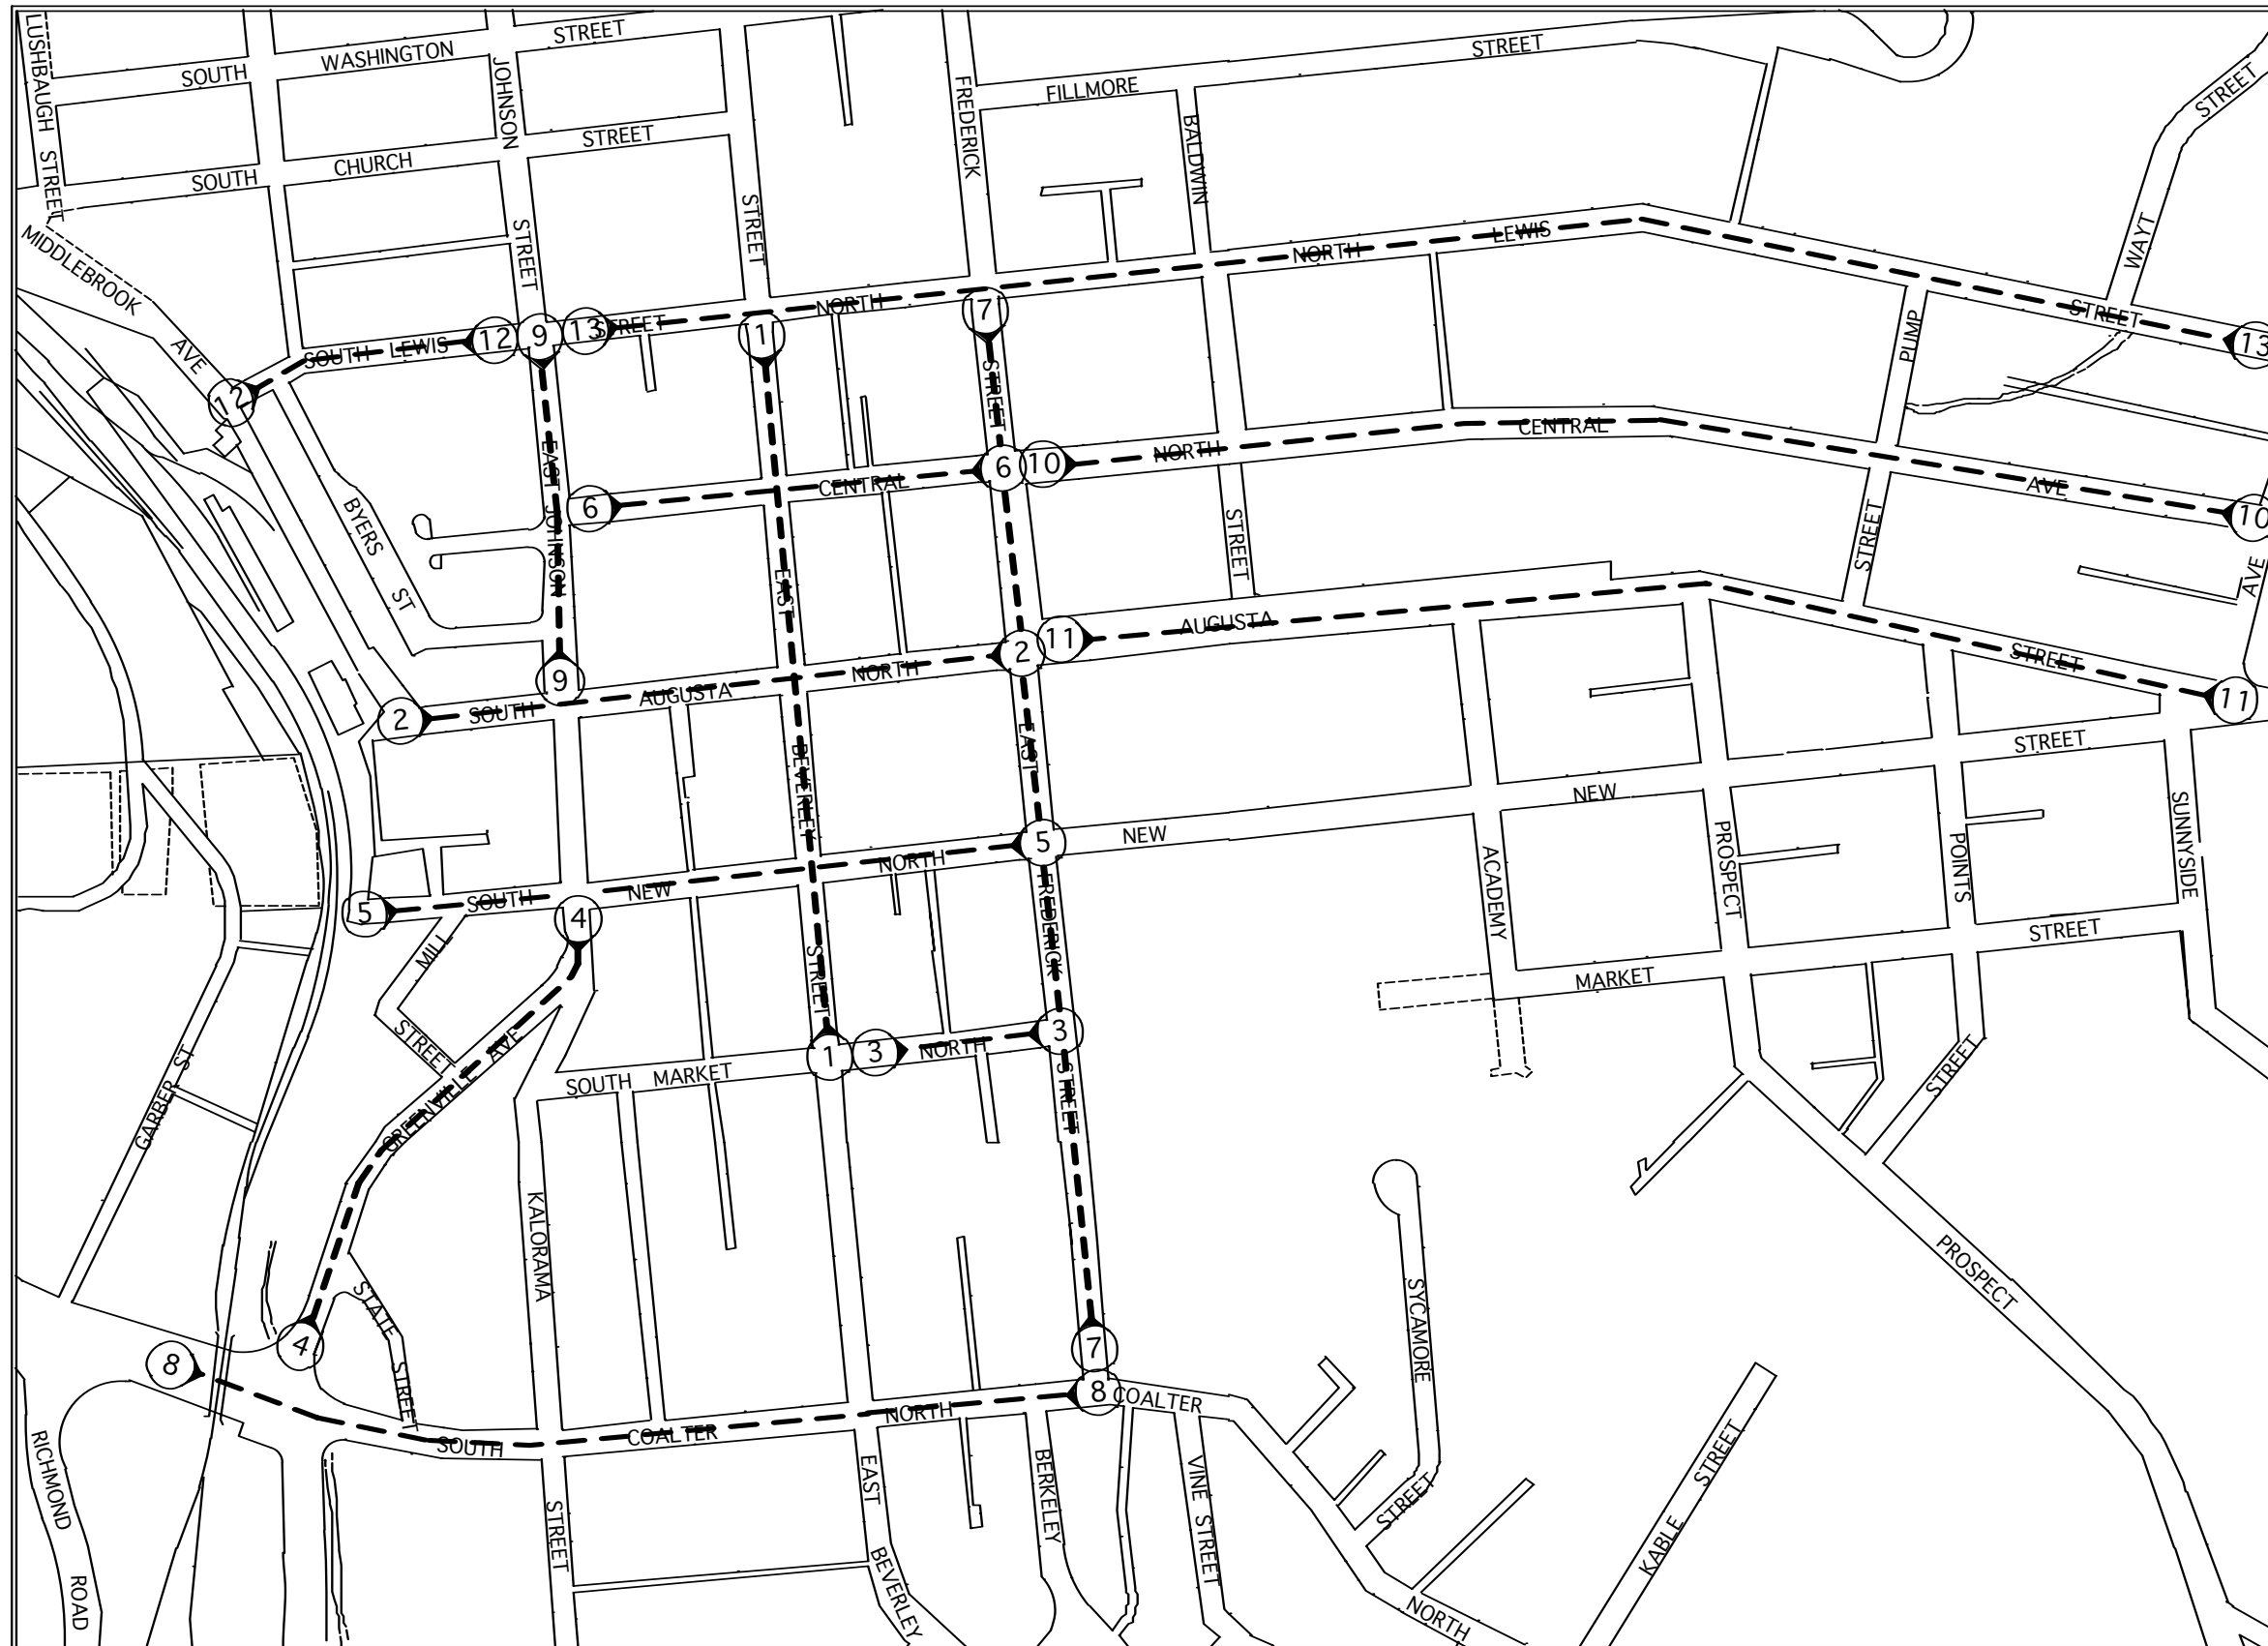 LUSHBAUGH STREET
SOUTH WASHINGTON STREET
JOHNSON STREET
SOUTH CHURCH STREET
STREET
FREDERICK STREET
FILLMORE STREET
BALDWIN STREET
WAYT STREET
MIDDLEBROOK AVE
SOUTH LEWIS STREET
NORTH LEWIS STREET
12
12
9
13
1
7
13
PUMP STREET
BYERS ST
EAST JOHNSON
6
CENTRAL
6
10
NORTH CENTRAL AVE
10
AVE
9
2
SOUTH AUGUSTA NORTH
2
11
AUGUSTA STREET
11
EAST BEVERLEY STREET
EAST FREDERICK STREET
5
SOUTH NEW NORTH
5
NEW
NEW STREET
ACADEMY
PROSPECT
POINTS STREET
SUNNYSIDE
MARKET STREET
4
MILL STREET
GREENVILLE AVE
GARBER ST
SOUTH MARKET
1
3
NORTH
3
KALORAMA STREET
STATE STREE
4
8
SOUTH COALTER NORTH
7
8
COALTER
NORTH
SYCAMORE STREET
PROSPECT
KABLE STREET
RICHMOND ROAD
EAST BEVERLEY
BERKELEY
VINE STREET